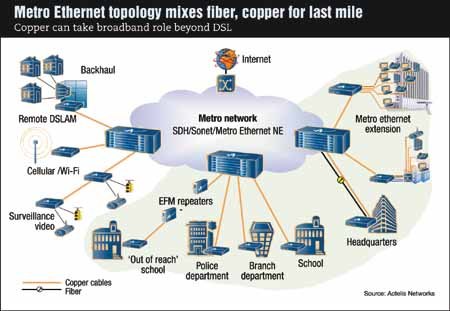 Metro Ethernet topology mixes fiber, copper for last mile
Copper can take broadband role beyond DSL
Backhaul
Internet
Remote DSLAM
Metro network
SDH/Sonet/Metro Ethernet NE
Metro ethernet
extension
Cellular /Wi-Fi
EFM repeaters
Surveillance
video
'Out of reach'
school
Police
department
Branch
department
School
Headquarters
Copper cables
Fiber
Source: Actelis Networks